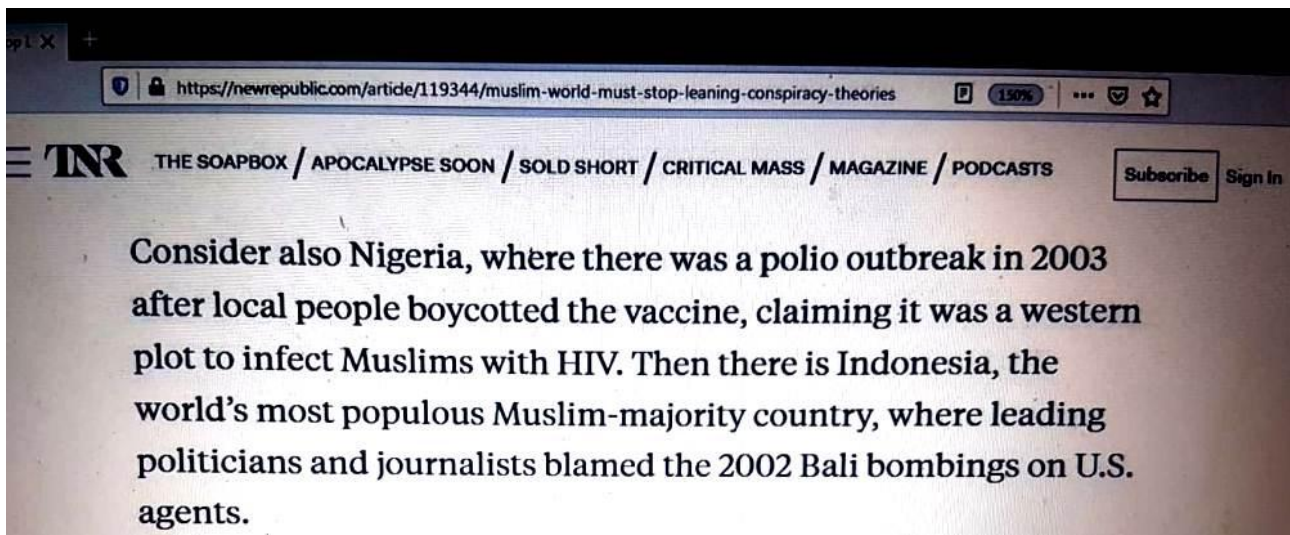 https://newrepublic.com/article/119344/muslim-world-must-stop-leaning-conspiracy-theories 150% ...
TNR THE SOAPBOX / APOCALYPSE SOON / SOLD SHORT / CRITICAL MASS / MAGAZINE / PODCASTS Subscribe Sign In
Consider also Nigeria, where there was a polio outbreak in 2003
after local people boycotted the vaccine, claiming it was a western
plot to infect Muslims with HIV. Then there is Indonesia, the
world's most populous Muslim-majority country, where leading
politicians and journalists blamed the 2002 Bali bombings on U.S.
agents.